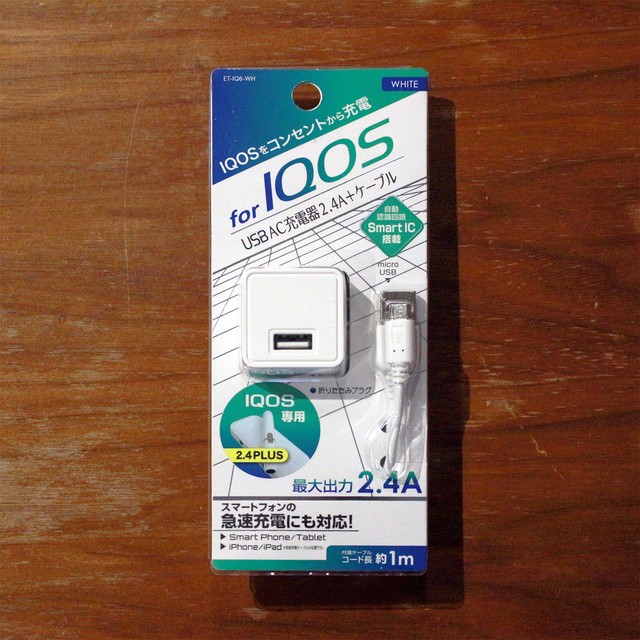 ET-IQ6-WH
WHITE
IQOSをコンセントから充電
for IQOS
USB AC充電器2.4A+ケーブル
自動
認識回路
Smart IC
搭載
micro
USB
折りたたみプラグ
IQOS
専用
2.4PLUS
最大出力 2.4A
スマートフォンの
急速充電にも対応!
Smart Phone/Tablet
iPhone/iPad
付属ケーブル
コード長 約1m